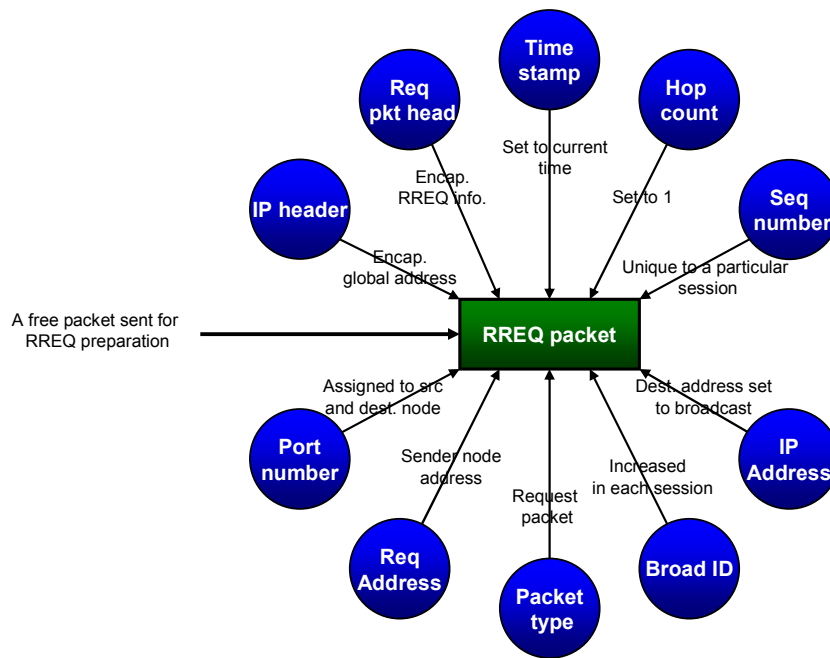 Time
stamp
Req
pkt head
Hop
count
Set to current
time
Encap.
RREQ info.
Set to 1
IP header
Seq
number
Encap.
global address
Unique to a particular
session
A free packet sent for
RREQ preparation
RREQ packet
Assigned to src
and dest. node
Dest. address set
to broadcast
Port
number
IP
Address
Sender node
address
Increased
in each session
Request
packet
Req
Address
Packet
type
Broad ID